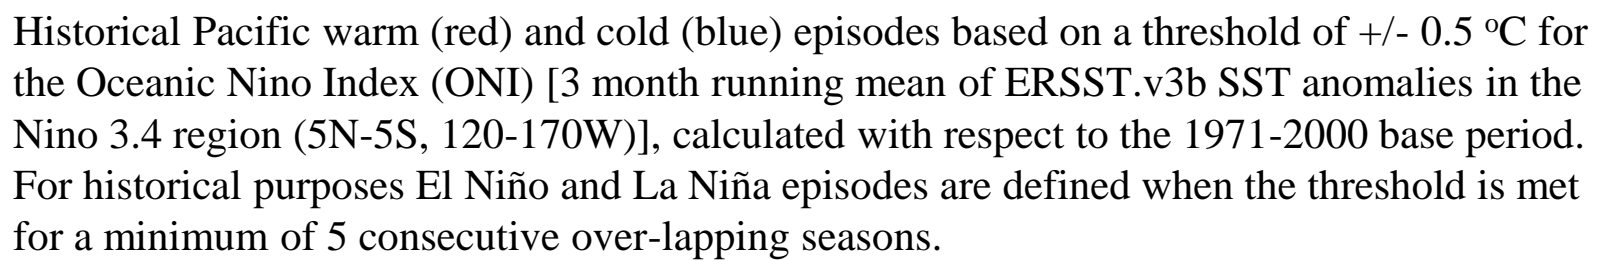 Historical Pacific warm (red) and cold (blue) episodes based on a threshold of +/- 0.5 ºC for
the Oceanic Nino Index (ONI) [3 month running mean of ERSST.v3b SST anomalies in the
Nino 3.4 region (5N-5S, 120-170W)], calculated with respect to the 1971-2000 base period.
For historical purposes El Niño and La Niña episodes are defined when the threshold is met
for a minimum of 5 consecutive over-lapping seasons.